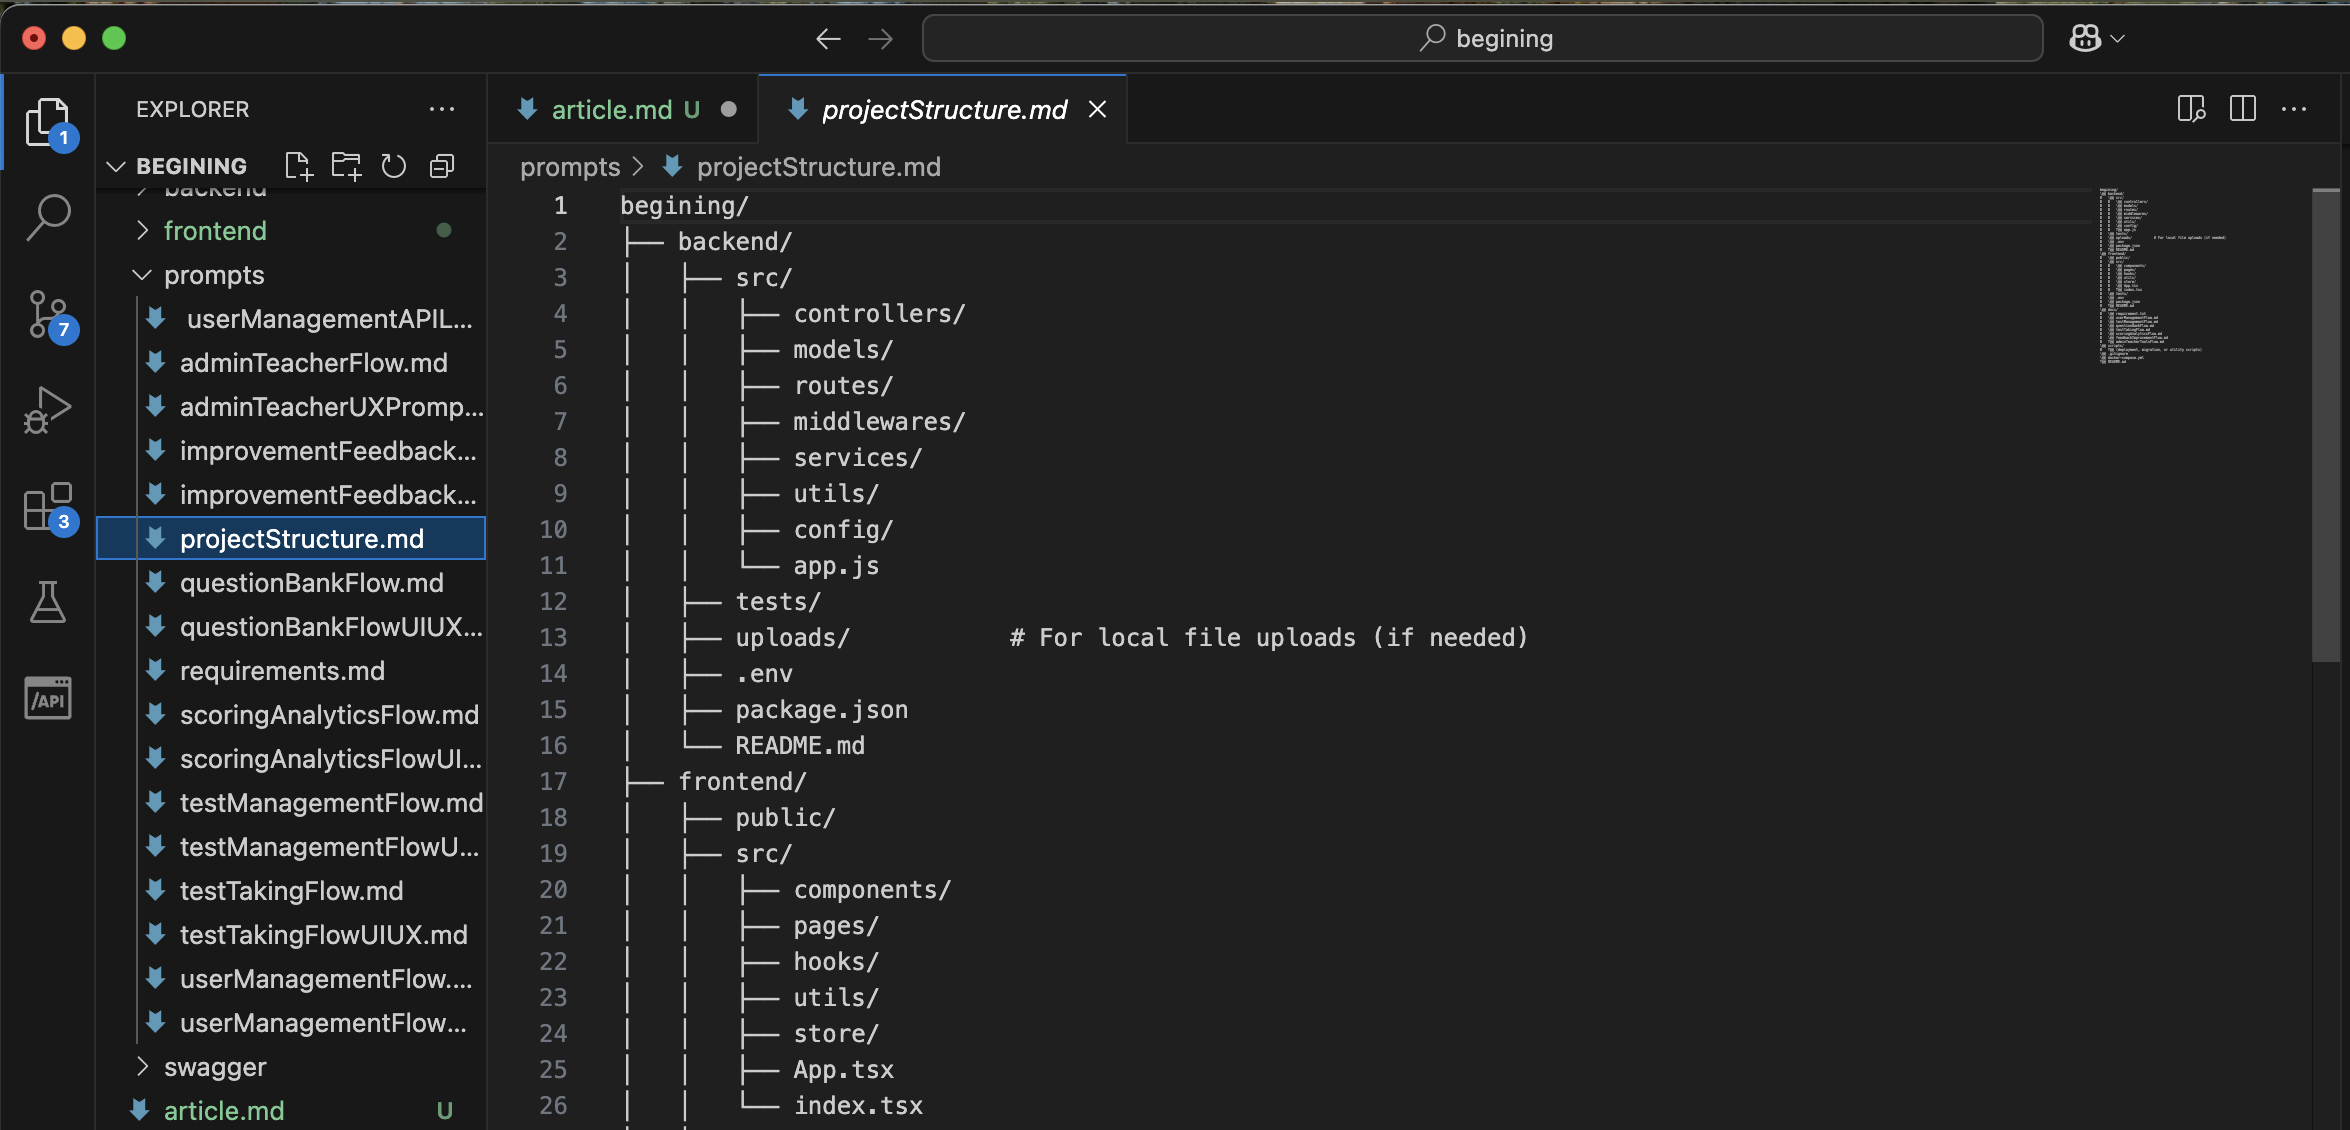 begining
EXPLORER
BEGINING
backend
frontend
prompts
userManagementAPIL...
adminTeacherFlow.md
adminTeacherUXPromp...
improvementFeedback...
improvementFeedback...
projectStructure.md
questionBankFlow.md
questionBankFlowUIUX...
requirements.md
scoringAnalyticsFlow.md
scoringAnalyticsFlowUI...
testManagementFlow.md
testManagementFlowU...
testTakingFlow.md
testTakingFlowUIUX.md
userManagementFlow....
userManagementFlow...
swagger
article.md U
1
7
3
/API
article.md U
projectStructure.md
prompts > projectStructure.md
1 begining/
2 ├── backend/
3 │   ├── src/
4 │   │   ├── controllers/
5 │   │   ├── models/
6 │   │   ├── routes/
7 │   │   ├── middlewares/
8 │   │   ├── services/
9 │   │   ├── utils/
10 │   │   ├── config/
11 │   │   └── app.js
12 │   ├── tests/
13 │   ├── uploads/           # For local file uploads (if needed)
14 │   ├── .env
15 │   ├── package.json
16 │   └── README.md
17 ├── frontend/
18 │   ├── public/
19 │   ├── src/
20 │   │   ├── components/
21 │   │   ├── pages/
22 │   │   ├── hooks/
23 │   │   ├── utils/
24 │   │   ├── store/
25 │   │   ├── App.tsx
26 │   │   └── index.tsx